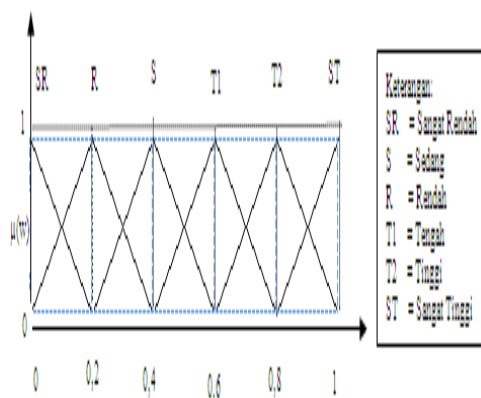 SR R S T1 T2 ST
1
μ(w)
0
0 0,2 0,4 0.6 0,8 1
Keterangan:
SR = Sangat Rendah
S = Sedang
R = Rendah
T1 = Tengah
T2 = Tinggi
ST = Sangat Tinggi